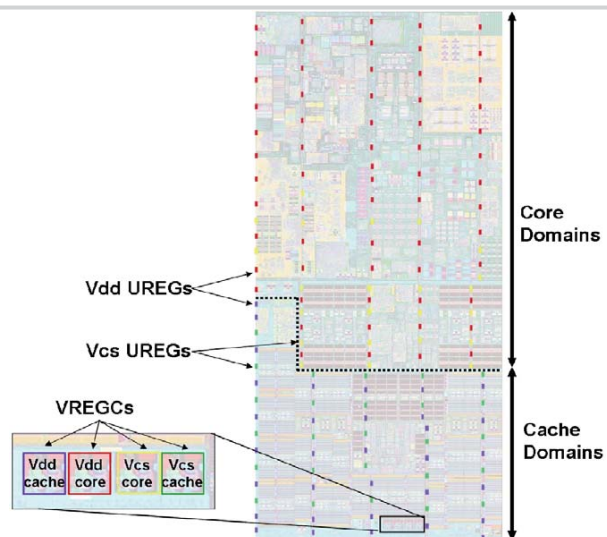 Core
Domains
Vdd UREGs
Vcs UREGs
VREGCs
Vdd
cache
Vdd
core
Vcs
core
Vcs
cache
Cache
Domains